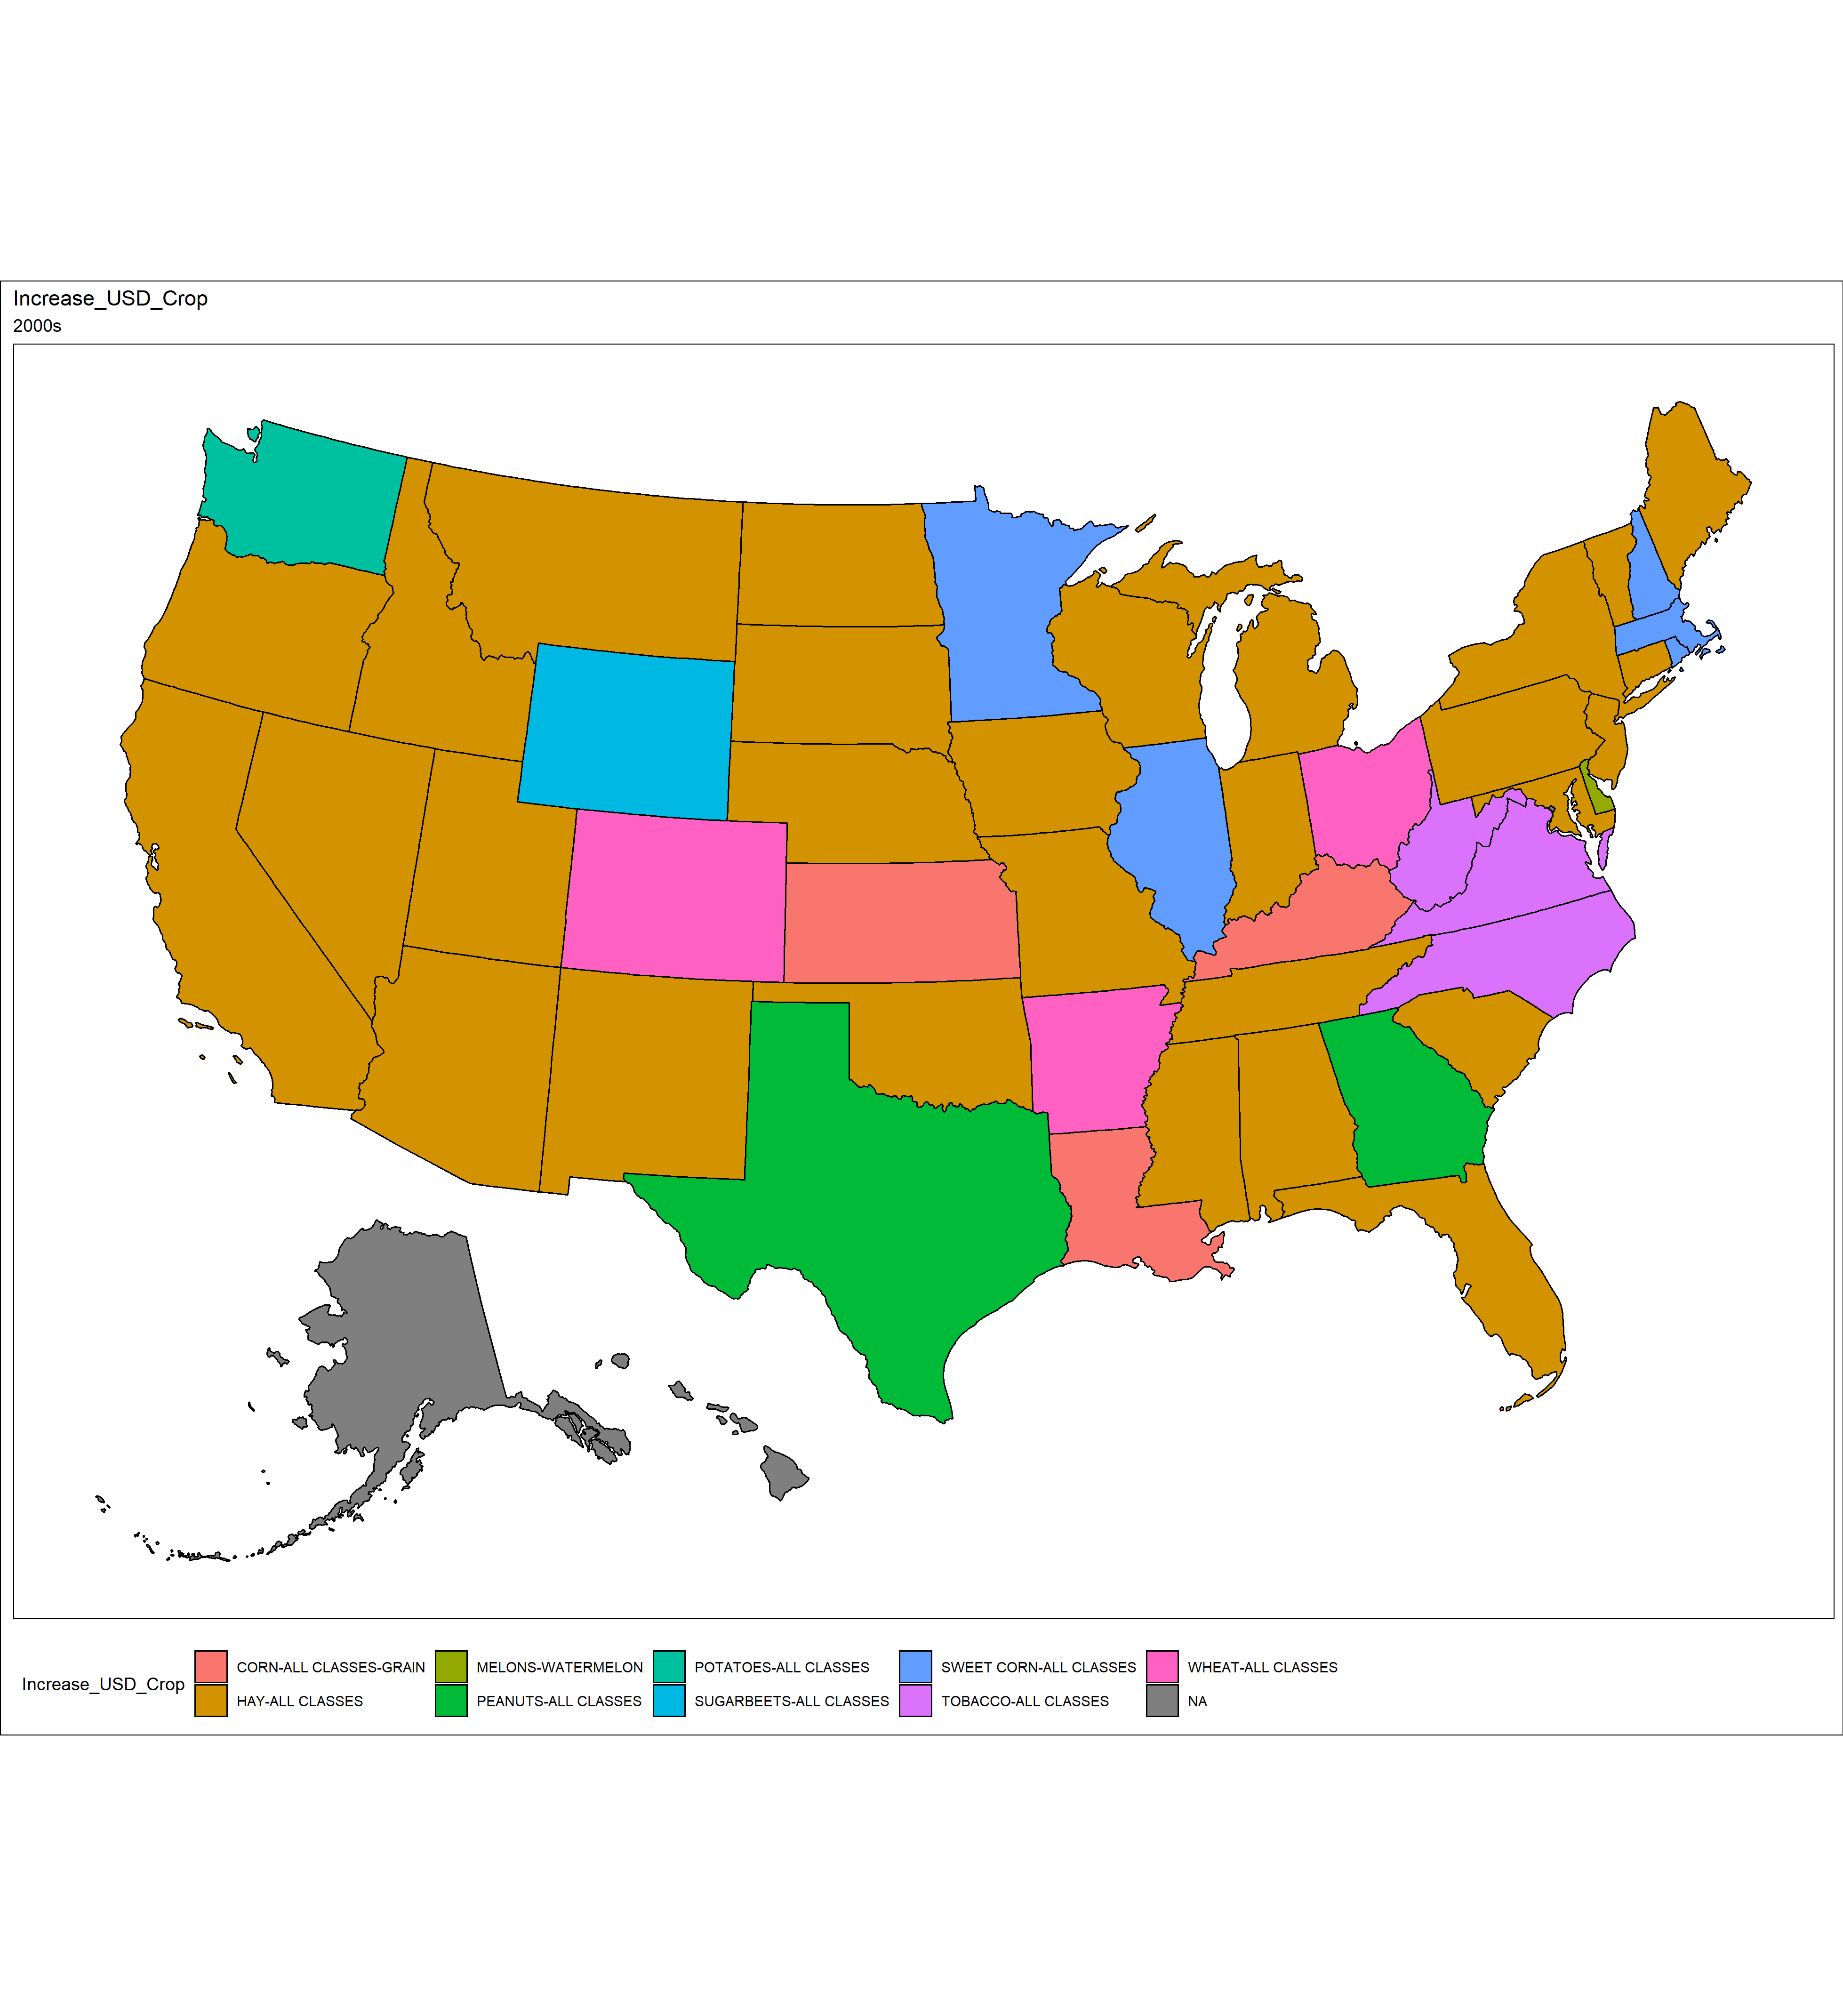 Increase_USD_Crop
2000s
Increase_USD_Crop
CORN-ALL CLASSES-GRAIN MELONS-WATERMELON POTATOES-ALL CLASSES SWEET CORN-ALL CLASSES WHEAT-ALL CLASSES
HAY-ALL CLASSES PEANUTS-ALL CLASSES SUGARBEETS-ALL CLASSES TOBACCO-ALL CLASSES NA